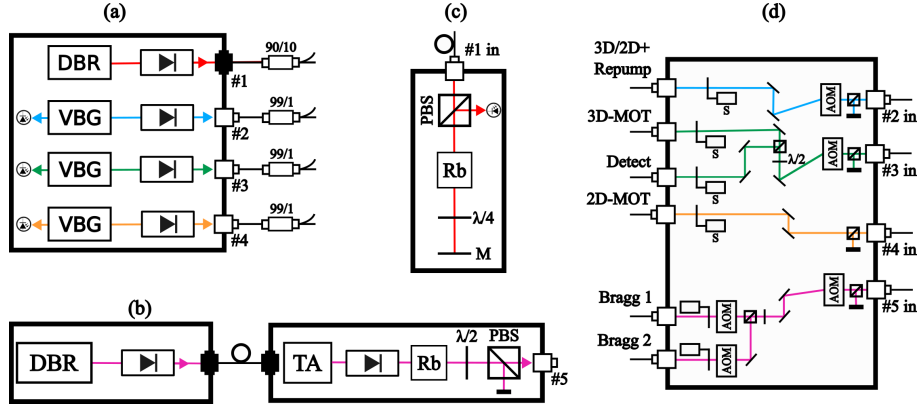 (a)
DBR
90/10
#1
VBG
99/1
#2
VBG
99/1
#3
VBG
99/1
#4
(b)
DBR
TA
Rb
λ/2
PBS
#5
(c)
#1 in
PBS
Rb
λ/4
M
(d)
3D/2D+
Repump
S
AOM
#2 in
3D-MOT
S
λ/2
AOM
#3 in
Detect
S
2D-MOT
S
#4 in
AOM
#5 in
Bragg 1
AOM
Bragg 2
AOM